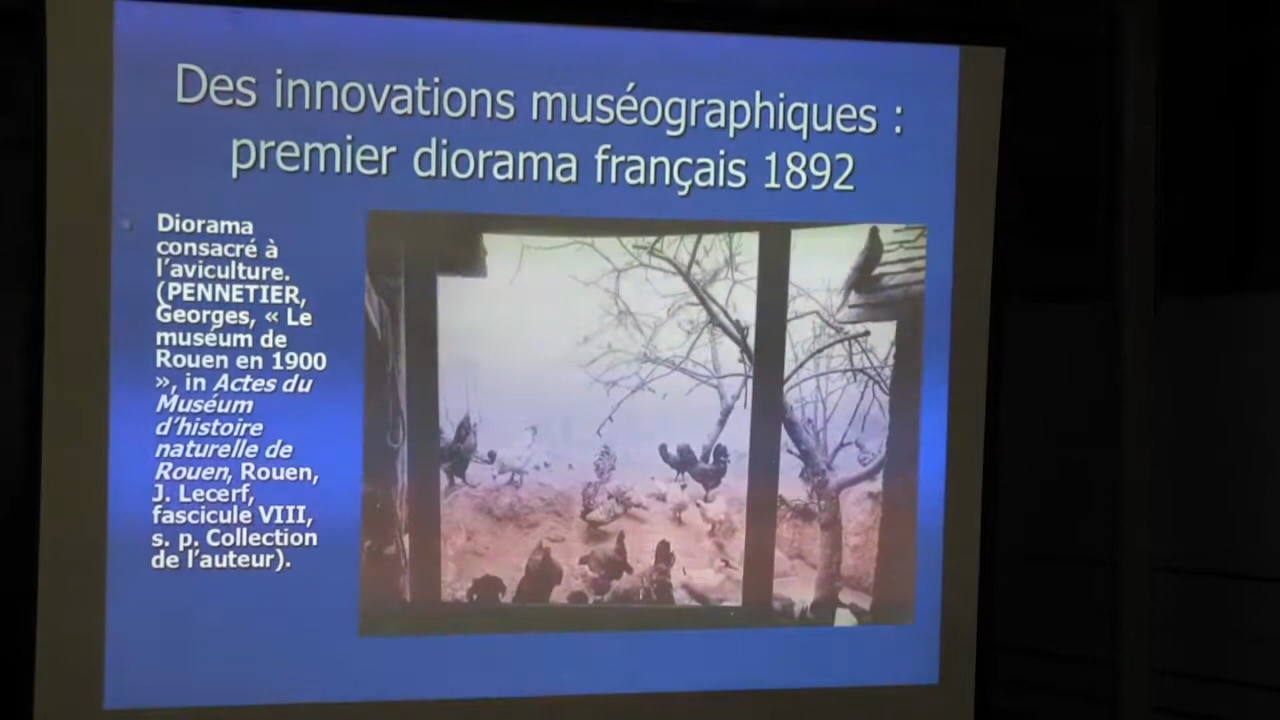 Des innovations muséographiques :
premier diorama français 1892
Diorama
consacré à
l'aviculture.
(PENNETIER,
Georges, « Le
muséum de
Rouen en 1900
», in Actes du
Muséum
d'histoire
naturelle de
Rouen, Rouen,
J. Lecerf,
fascicule VIII,
s. p. Collection
de l'auteur).